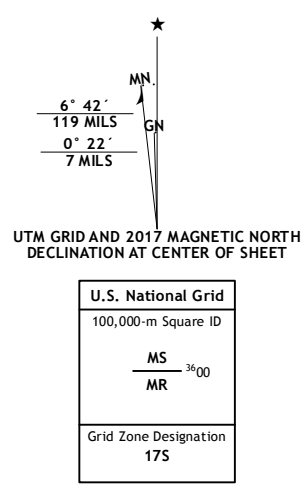 ★
MN
6° 42´
119 MILS
GN
0° 22´
7 MILS
UTM GRID AND 2017 MAGNETIC NORTH
DECLINATION AT CENTER OF SHEET
U.S. National Grid
100,000-m Square ID
MS
3600
MR
Grid Zone Designation
17S